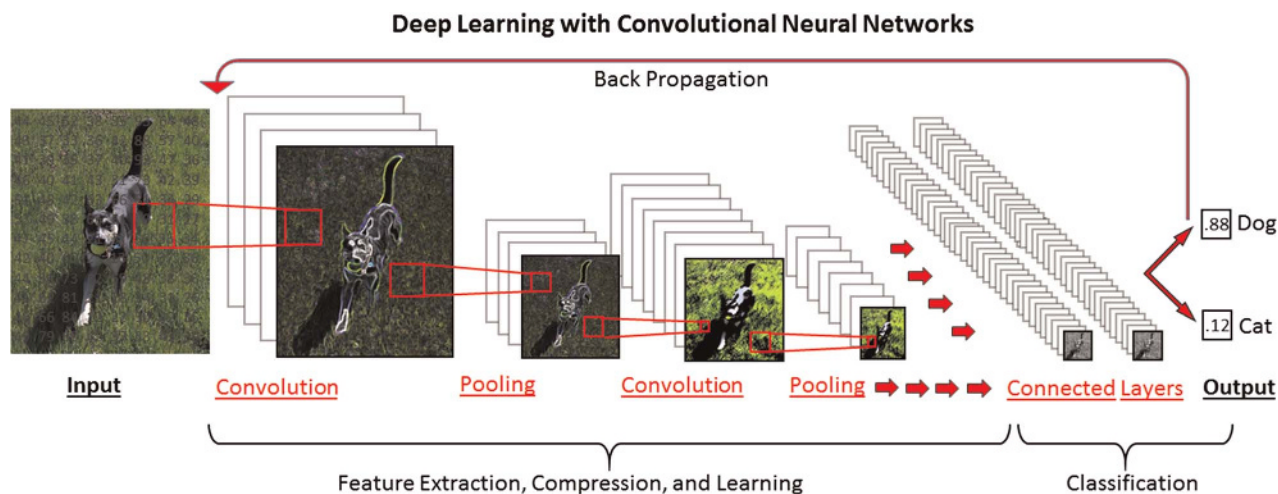 Deep Learning with Convolutional Neural Networks
Back Propagation
.88 Dog
.12 Cat
Input
Convolution
Pooling
Convolution
Pooling
Connected Layers
Output
Feature Extraction, Compression, and Learning
Classification